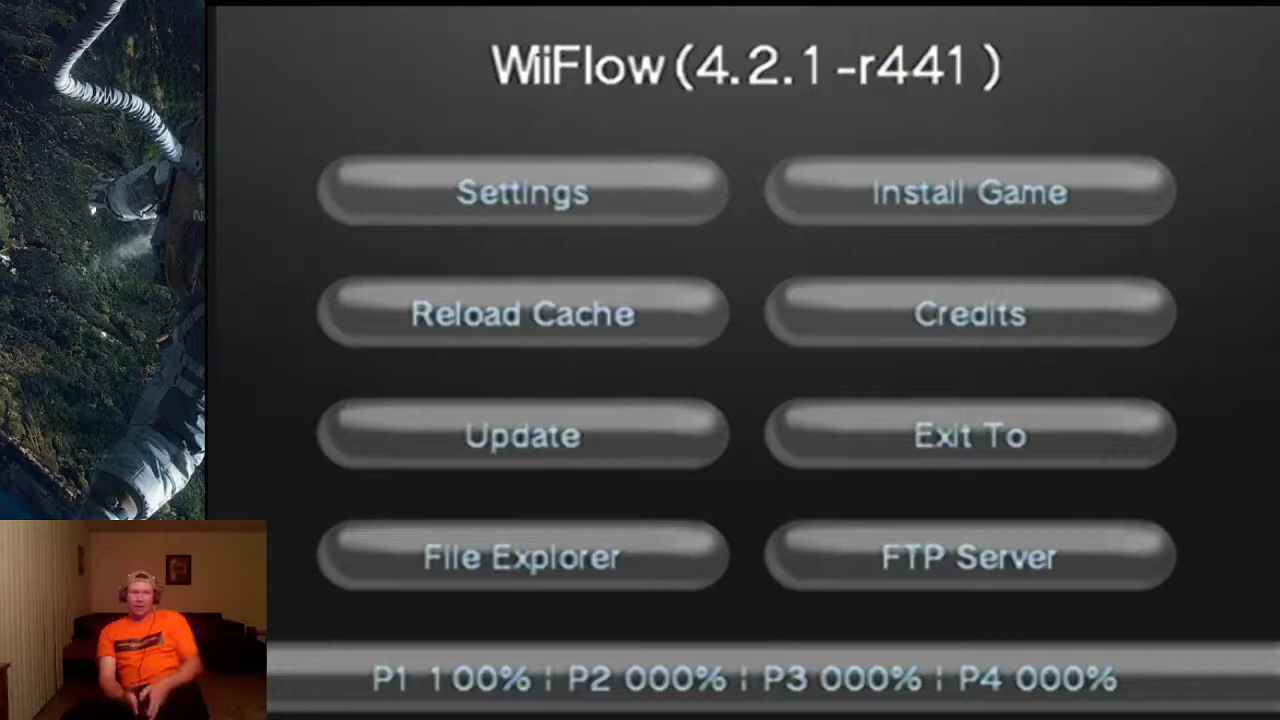 WiiFlow (4.2.1-r441 )
Settings
Install Game
Reload Cache
Credits
Update
Exit To
File Explorer
FTP Server
P1 100% ¦ P2 000% ¦ P3 000% ¦ P4 000%